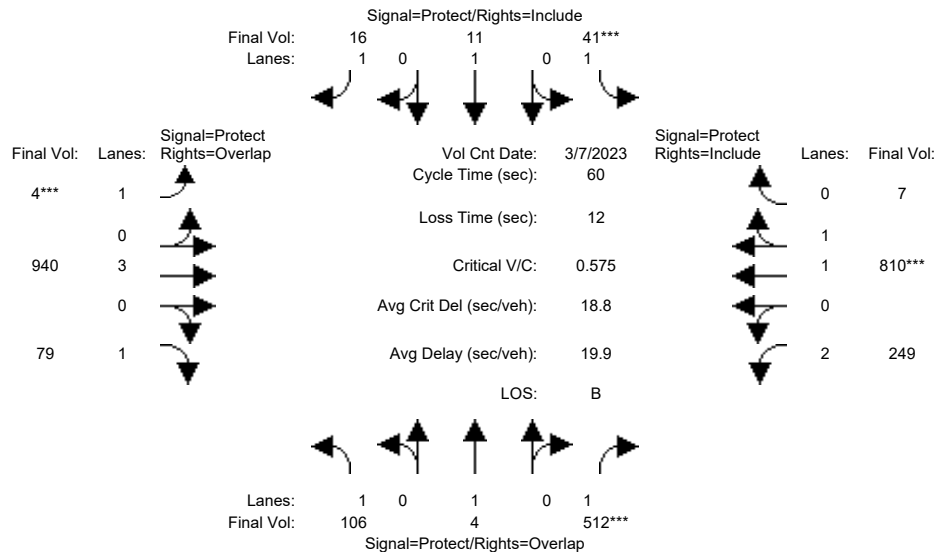 Signal=Protect/Rights=Include
Final Vol: 16 11 41***
Lanes: 1 0 1 0 1
Signal=Protect Signal=Protect
Final Vol: Lanes: Rights=Overlap Vol Cnt Date: 3/7/2023 Rights=Include Lanes: Final Vol:
Cycle Time (sec): 60
4*** 1 0 7
Loss Time (sec): 12
0 1
940 3 Critical V/C: 0.575 1 810***
0 Avg Crit Del (sec/veh): 18.8 0
79 1 Avg Delay (sec/veh): 19.9 2 249
LOS: B
Lanes: 1 0 1 0 1
Final Vol: 106 4 512***
Signal=Protect/Rights=Overlap